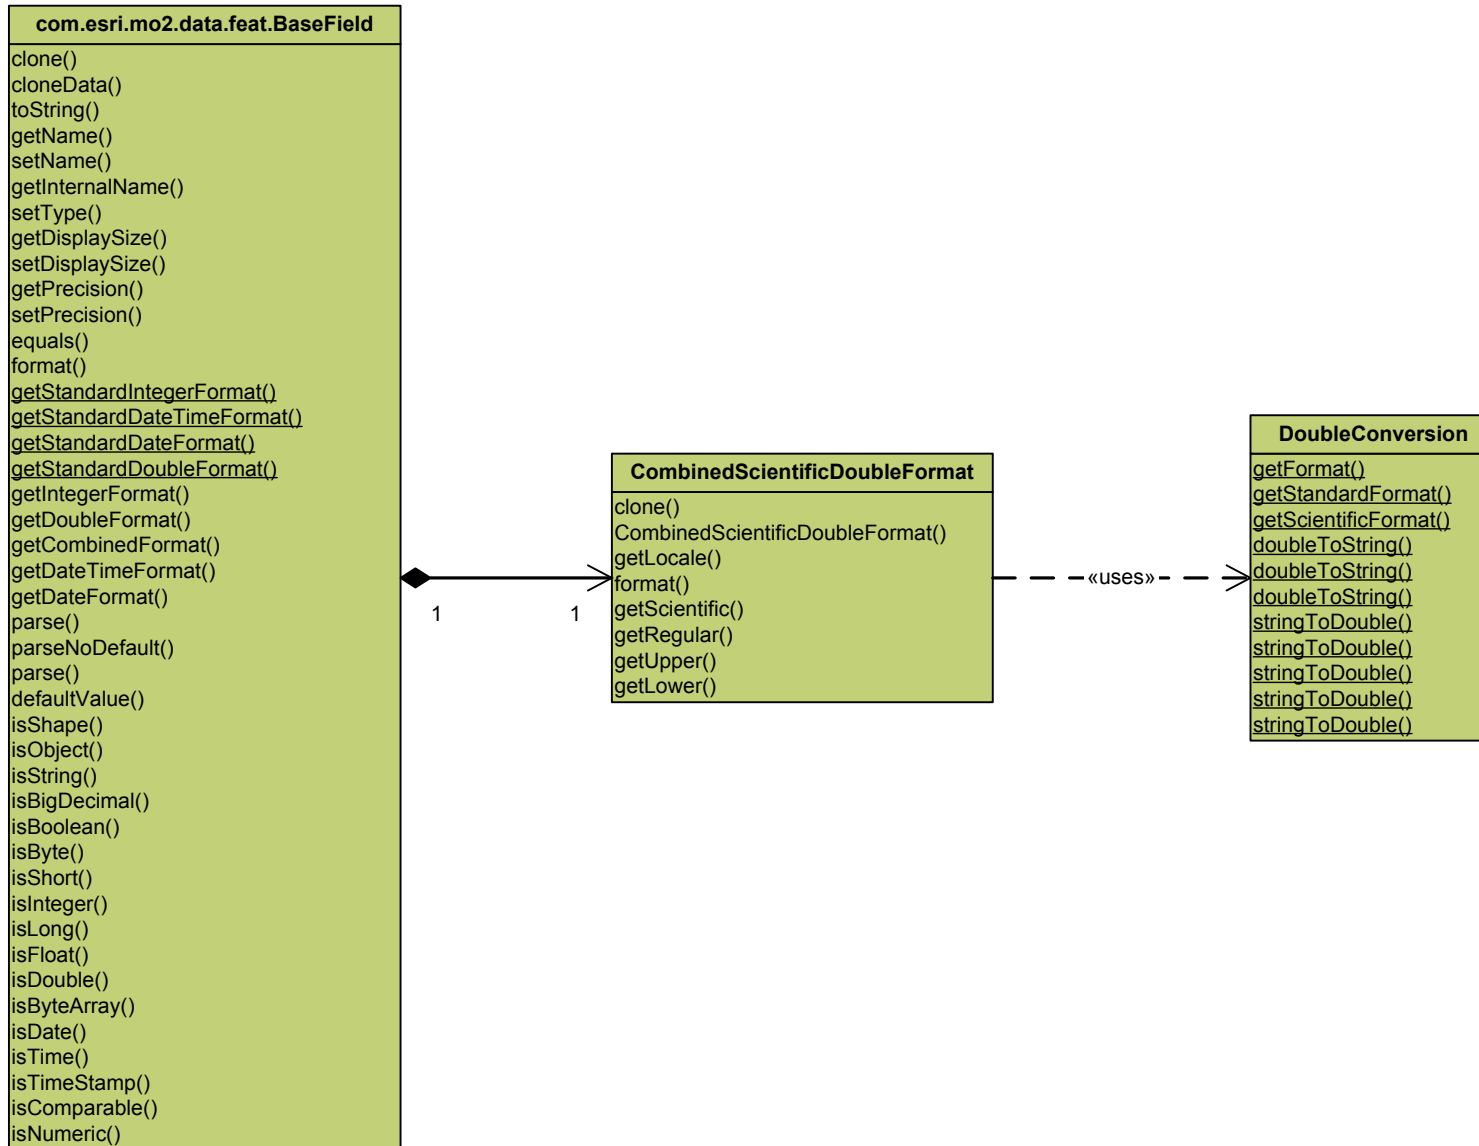 com.esri.mo2.data.feat.BaseField
clone()
cloneData()
toString()
getName()
setName()
getInternalName()
setType()
getDisplaySize()
setDisplaySize()
getPrecision()
setPrecision()
equals()
format()
getStandardIntegerFormat()
getStandardDateTimeFormat()
getStandardDateFormat()
getStandardDoubleFormat()
getIntegerFormat()
getDoubleFormat()
getCombinedFormat()
getDateTimeFormat()
getDateFormat()
parse()
parseNoDefault()
parse()
defaultValue()
isShape()
isObject()
isString()
isBigDecimal()
isBoolean()
isByte()
isShort()
isInteger()
isLong()
isFloat()
isDouble()
isByteArray()
isDate()
isTime()
isTimeStamp()
isComparable()
isNumeric()
1
1
CombinedScientificDoubleFormat
clone()
CombinedScientificDoubleFormat()
getLocale()
format()
getScientific()
getRegular()
getUpper()
getLower()
«uses»
DoubleConversion
getFormat()
getStandardFormat()
getScientificFormat()
doubleToString()
doubleToString()
doubleToString()
stringToDouble()
stringToDouble()
stringToDouble()
stringToDouble()
stringToDouble()